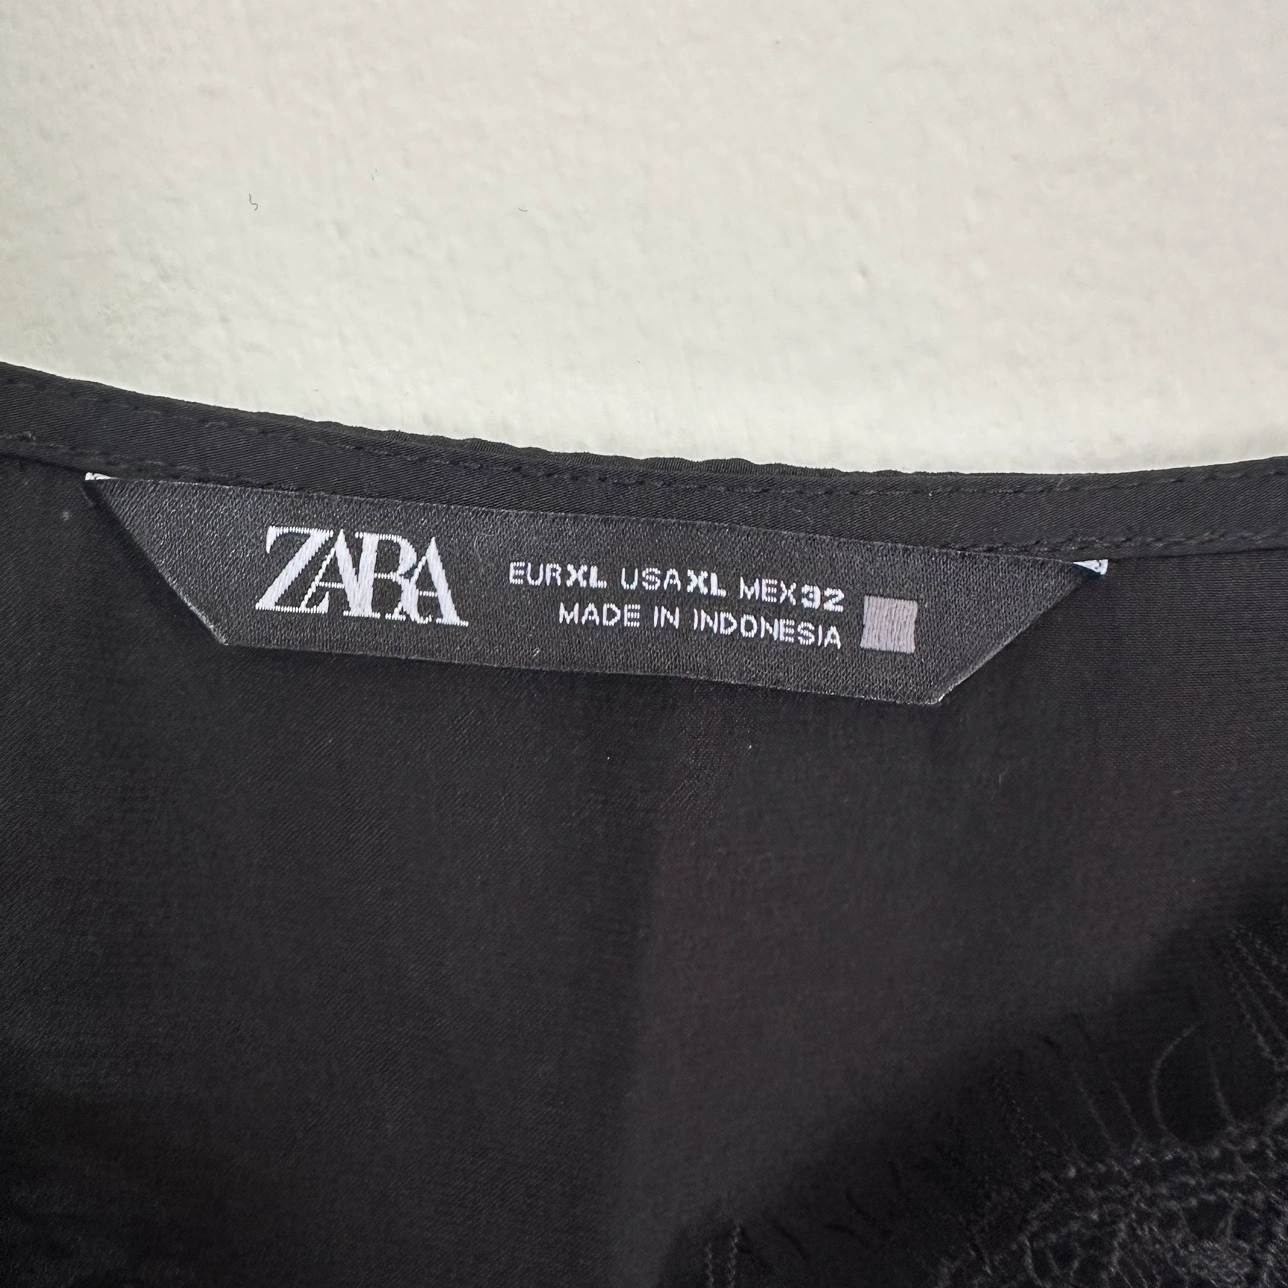 ZARA
EUR XL USA XL MEX 32
MADE IN INDONESIA